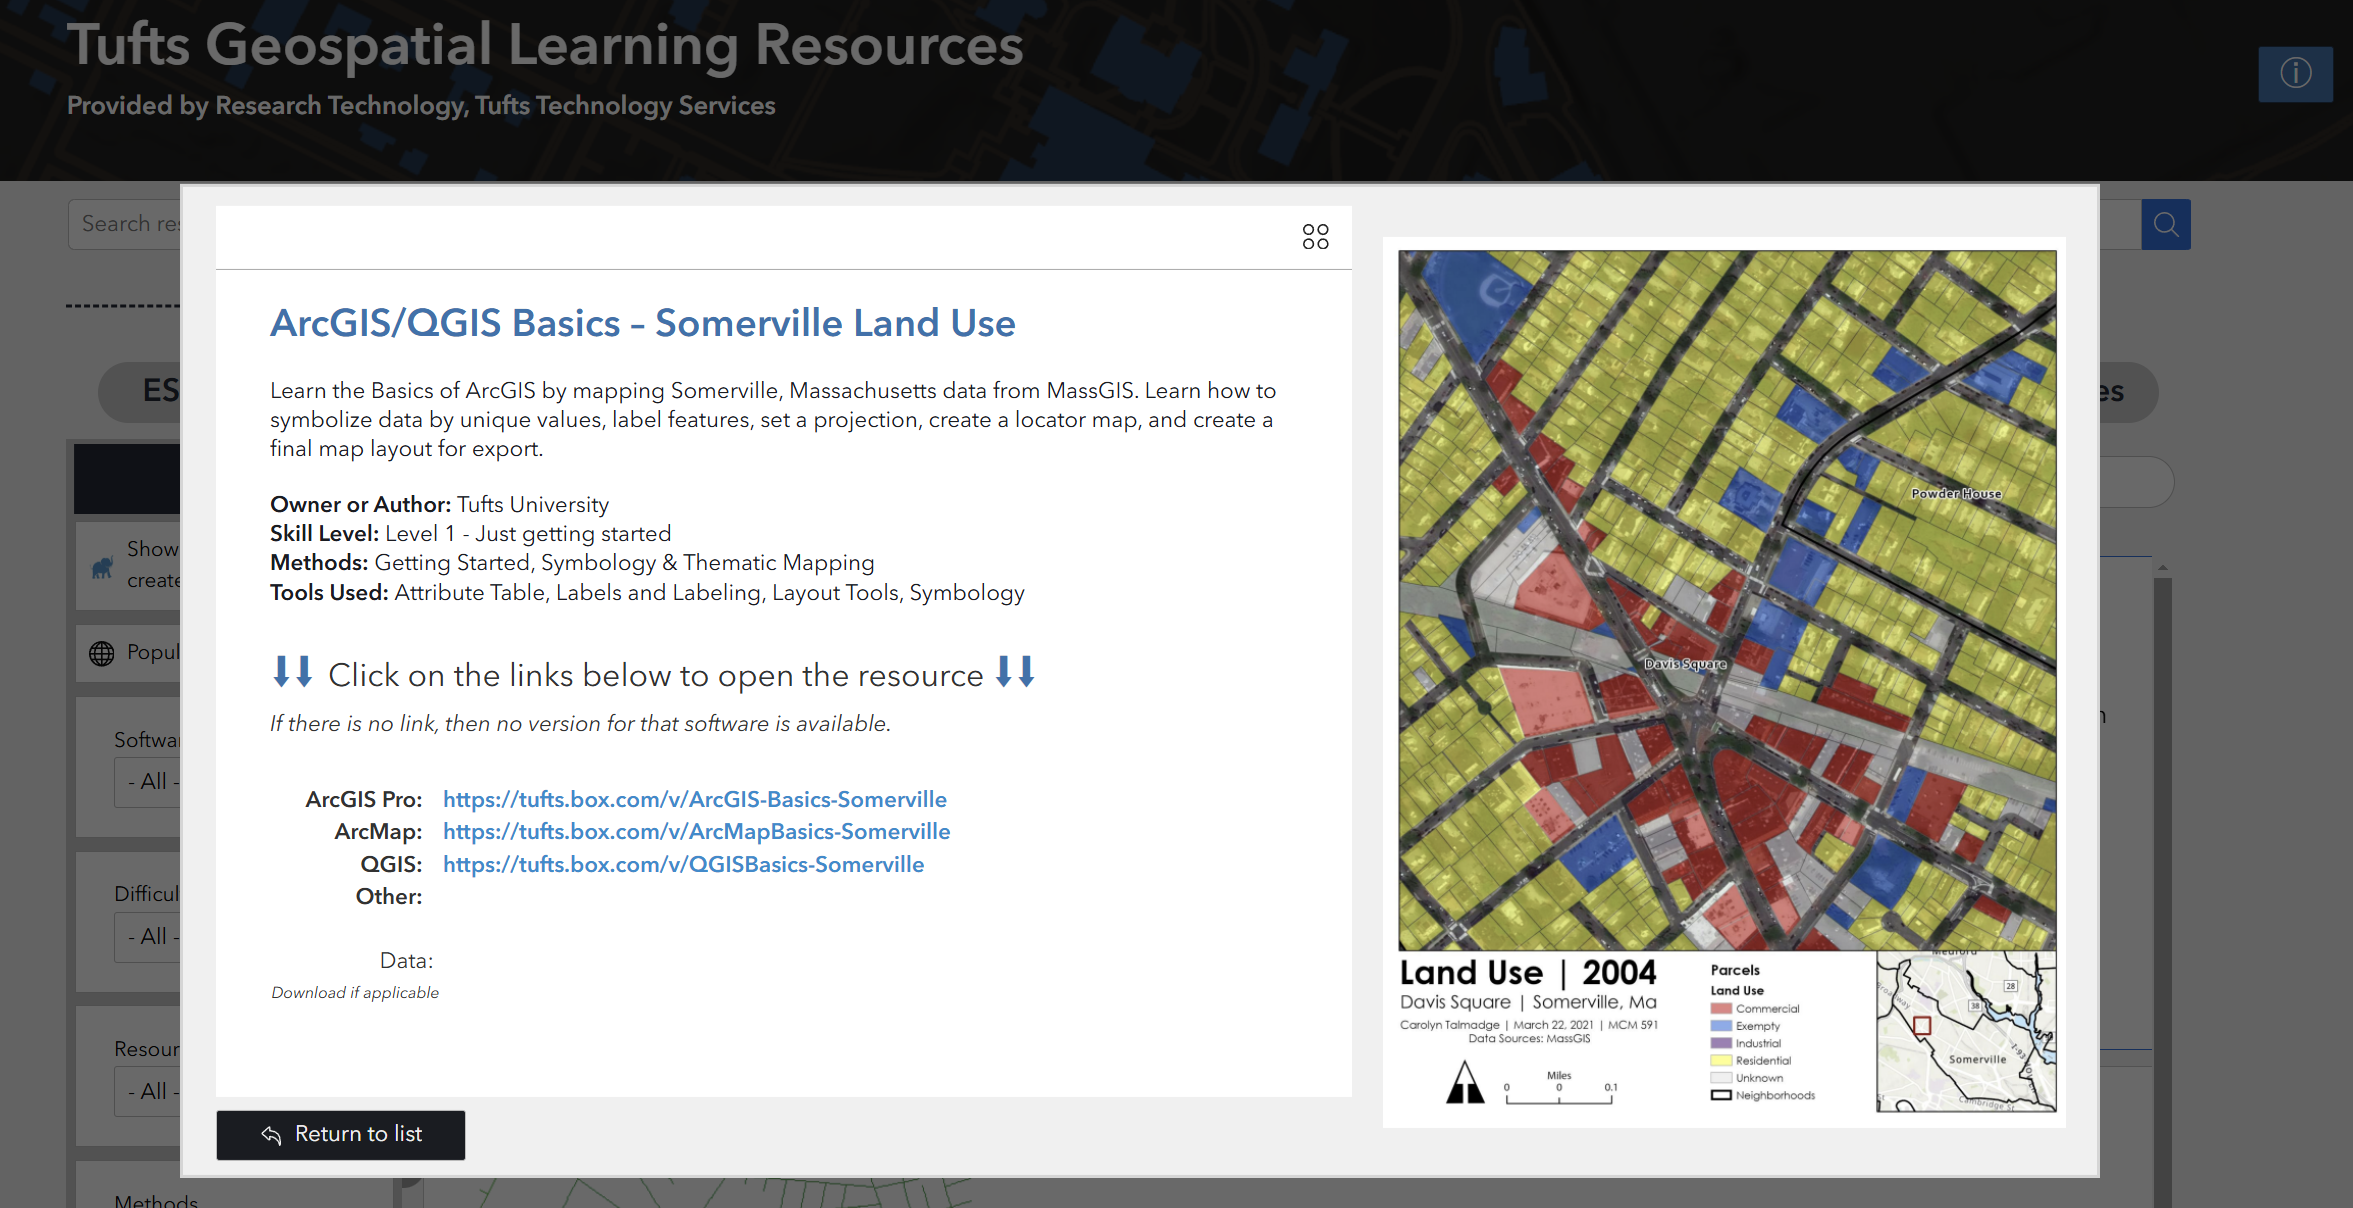 Tufts Geospatial Learning Resources
Provided by Research Technology, Tufts Technology Services
Search
ArcGIS/QGIS Basics – Somerville Land Use
Learn the Basics of ArcGIS by mapping Somerville, Massachusetts data from MassGIS. Learn how to
symbolize data by unique values, label features, set a projection, create a locator map, and create a
final map layout for export.
Owner or Author: Tufts University
Skill Level: Level 1 - Just getting started
Methods: Getting Started, Symbology & Thematic Mapping
Tools Used: Attribute Table, Labels and Labeling, Layout Tools, Symbology
Click on the links below to open the resource
If there is no link, then no version for that software is available.
ArcGIS Pro: https://tufts.box.com/v/ArcGIS-Basics-Somerville
ArcMap: https://tufts.box.com/v/ArcMapBasics-Somerville
QGIS: https://tufts.box.com/v/QGISBasics-Somerville
Other:
Data:
Download if applicable
Return to list
Show
- All -
- All -
- All -
Methods
Powder House
Davis Square
Land Use | 2004
Davis Square | Somerville, Ma
Carolyn Talmadge | March 22, 2021 | MCM 591
Data Sources: MassGIS
Miles
0 0 0.1
Parcels
Land Use
Commercial
Exempty
Industrial
Residential
Unknown
Neighborhoods
Medford
28
38
Broadway
I-93
Somerville
Cambridge St
St